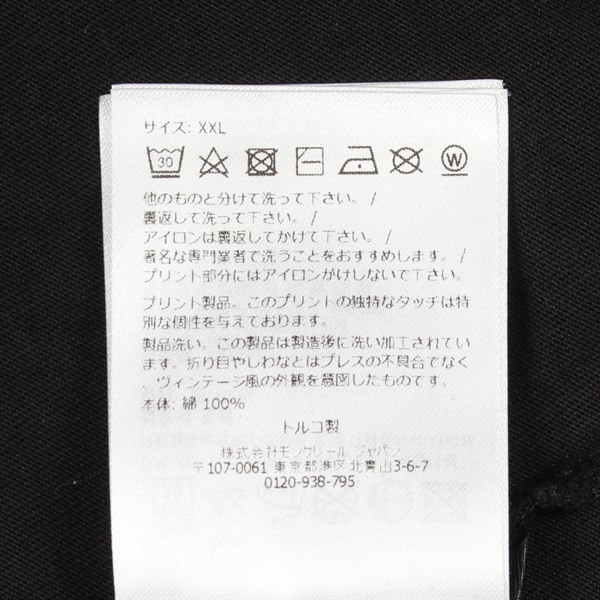 サイズ: XXL
30 W
他のものと分けて洗って下さい。 /
裏返して洗って下さい。 /
アイロンは裏返してかけて下さい。 /
著名な専門業者で洗うことをおすすめします。 /
プリント部分にはアイロンがけしないで下さい。
プリント製品。このプリントの独特なタッチは特
別な個性を与えております。
製品洗い。この製品は製造後に洗い加工されてい
ます。折り目やしわなとはプレスの不具合でなく
、ヴィンテージ風の外観を意図したものです。
本体: 綿 100%
トルコ製
株式会社モンクレール ジャパン
〒107-0061 東京都港区 北青山3-6-7
0120-938-795